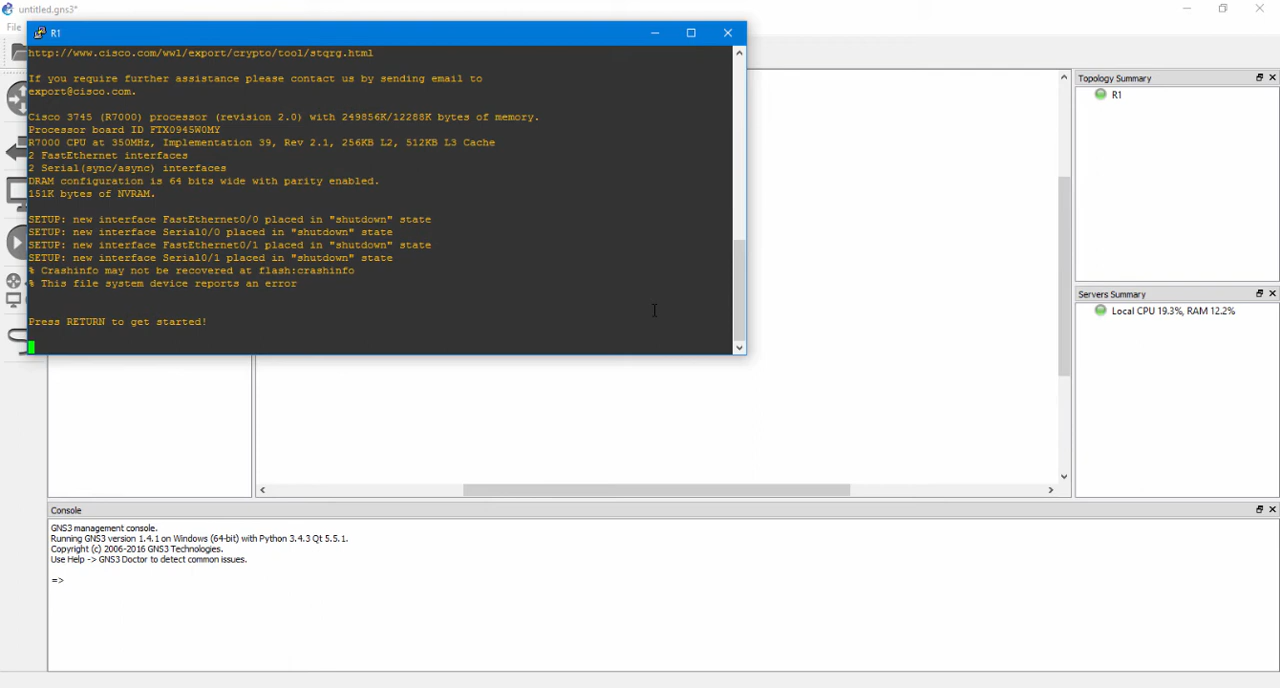 untitled.gns3*
File
R1
http://www.cisco.com/wwl/export/crypto/tool/stqrg.html
If you require further assistance please contact us by sending email to
export@cisco.com.
Cisco 3745 (R7000) processor (revision 2.0) with 249856K/12288K bytes of memory.
Processor board ID FTX0945W0MY
R7000 CPU at 350MHz, Implementation 39, Rev 2.1, 256KB L2, 512KB L3 Cache
2 FastEthernet interfaces
2 Serial(sync/async) interfaces
DRAM configuration is 64 bits wide with parity enabled.
151K bytes of NVRAM.
SETUP: new interface FastEthernet0/0 placed in "shutdown" state
SETUP: new interface Serial0/0 placed in "shutdown" state
SETUP: new interface FastEthernet0/1 placed in "shutdown" state
SETUP: new interface Serial0/1 placed in "shutdown" state
% Crashinfo may not be recovered at flash:crashinfo
% This file system device reports an error
Press RETURN to get started!
Topology Summary
R1
Servers Summary
Local CPU 19.3%, RAM 12.2%
Console
GNS3 management console.
Running GNS3 version 1.4.1 on Windows (64-bit) with Python 3.4.3 Qt 5.5.1.
Copyright (c) 2006-2016 GNS3 Technologies.
Use Help -> GNS3 Doctor to detect common issues.
=>